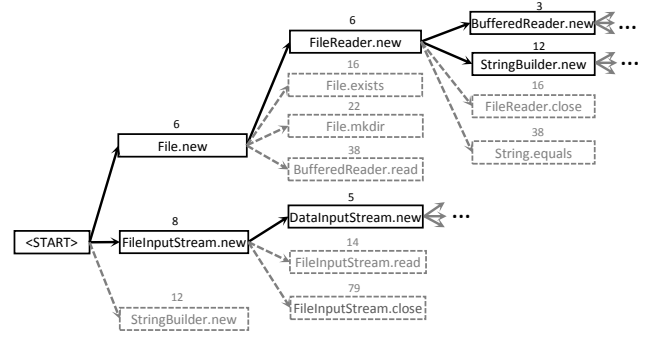 3
BufferedReader.new
...
6
FileReader.new
12
StringBuilder.new
...
16
File.exists
16
FileReader.close
22
File.mkdir
38
String.equals
6
File.new
38
BufferedReader.read
5
DataInputStream.new
...
8
FileInputStream.new
<START>
14
FileInputStream.read
12
StringBuilder.new
79
FileInputStream.close